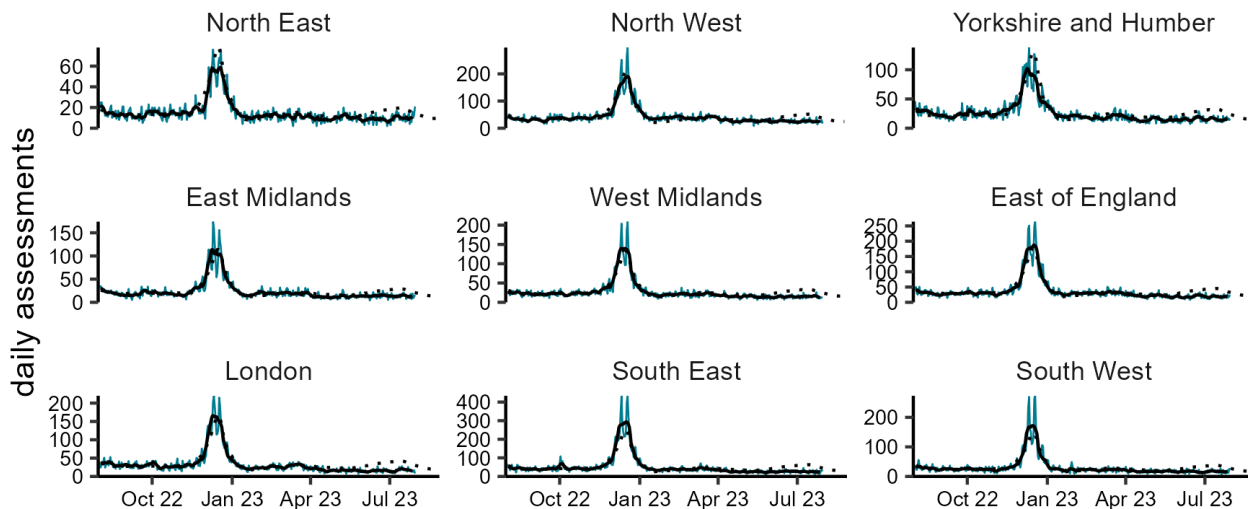 daily assessments
North East
60
40
20
0
North West
200
100
0
Yorkshire and Humber
100
50
0
East Midlands
150
100
50
0
West Midlands
200
150
100
50
0
East of England
250
200
150
100
50
0
London
200
150
100
50
0
Oct 22 Jan 23 Apr 23 Jul 23
South East
400
300
200
100
0
Oct 22 Jan 23 Apr 23 Jul 23
South West
200
100
0
Oct 22 Jan 23 Apr 23 Jul 23